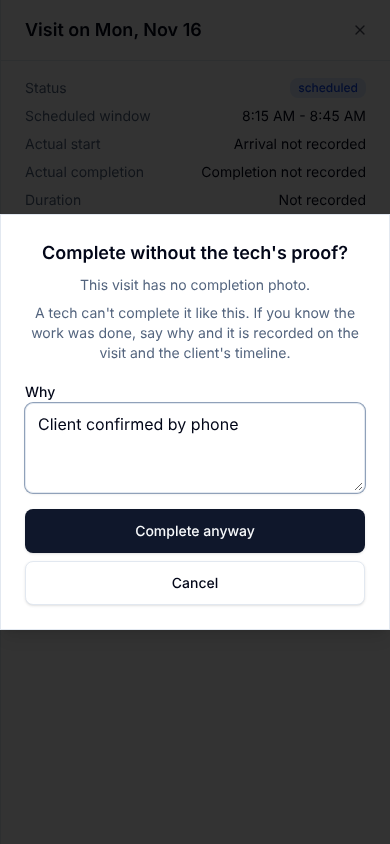 Visit on Mon, Nov 16
Status
scheduled
Scheduled window
8:15 AM - 8:45 AM
Actual start
Arrival not recorded
Actual completion
Completion not recorded
Duration
Not recorded
Complete without the tech's proof?
This visit has no completion photo.
A tech can't complete it like this. If you know the
work was done, say why and it is recorded on the
visit and the client's timeline.
Why
Client confirmed by phone
Complete anyway
Cancel